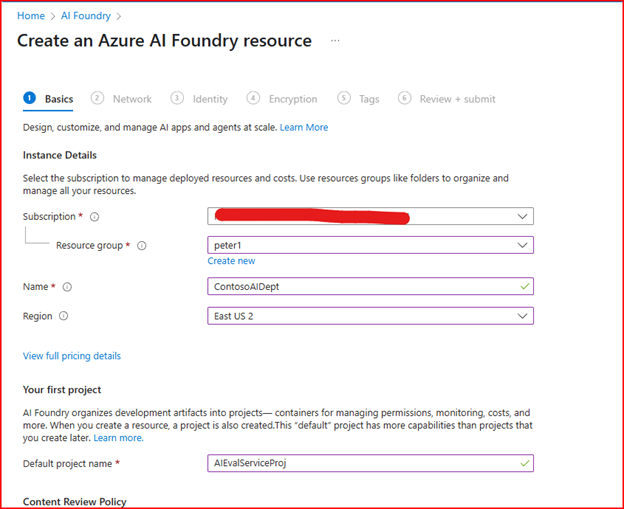 Home > AI Foundry >
Create an Azure AI Foundry resource ...
1 Basics 2 Network 3 Identity 4 Encryption 5 Tags 6 Review + submit
Design, customize, and manage AI apps and agents at scale. Learn More
Instance Details
Select the subscription to manage deployed resources and costs. Use resources groups like folders to organize and
manage all your resources.
Subscription *
Resource group * peter1
Create new
Name * ContosoAIDept
Region East US 2
View full pricing details
Your first project
AI Foundry organizes development artifacts into projects— containers for managing permissions, monitoring, costs, and
more. When you create a resource, a project is also created.This "default" project has more capabilities than projects that
you create later. Learn more.
Default project name * AIEvalServiceProj
Content Review Policy